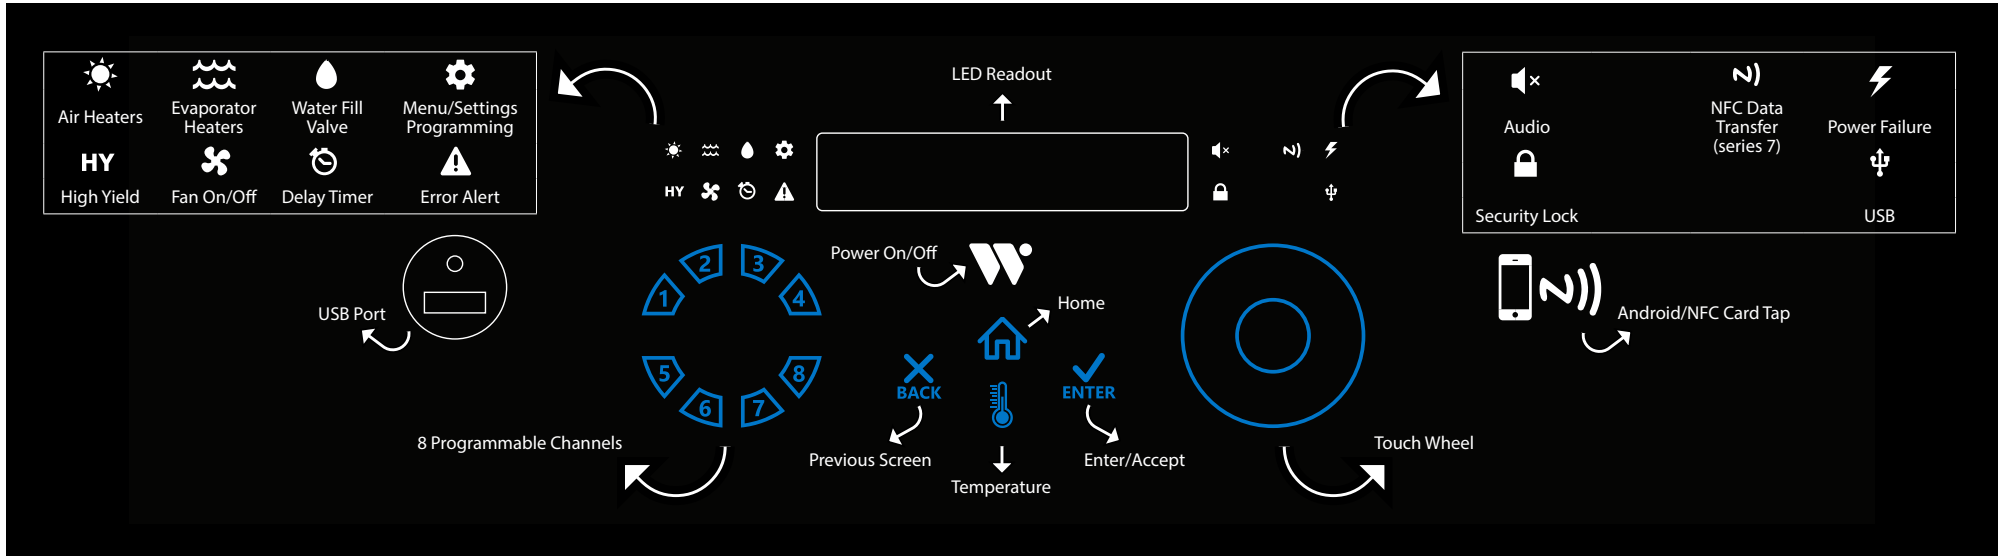 Air Heaters
Evaporator
Heaters
Water Fill
Valve
Menu/Settings
Programming
HY
High Yield
Fan On/Off
Delay Timer
Error Alert
LED Readout
HY
Audio
NFC Data
Transfer
(series 7)
Power Failure
Security Lock
USB
USB Port
1
2
3
4
5
6
7
8
8 Programmable Channels
Power On/Off
Home
BACK
ENTER
Previous Screen
Temperature
Enter/Accept
Touch Wheel
Android/NFC Card Tap